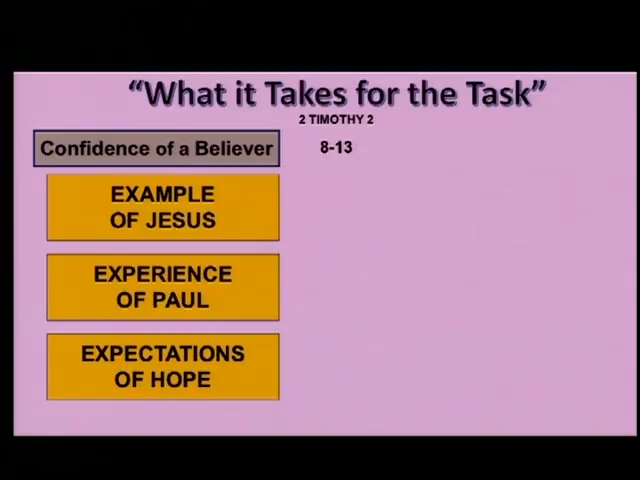 “What it Takes for the Task”
2 TIMOTHY 2
Confidence of a Believer
8-13
EXAMPLE
OF JESUS
EXPERIENCE
OF PAUL
EXPECTATIONS
OF HOPE